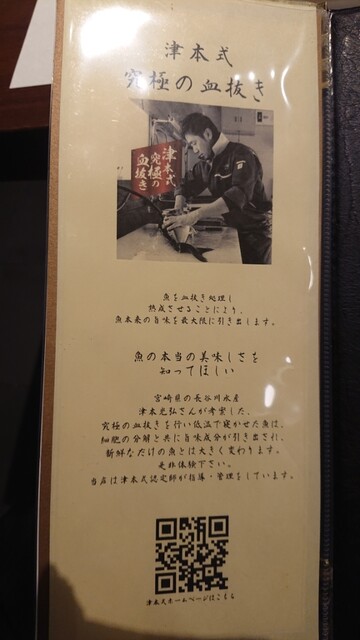 津本式
究極の血抜き
津本式
究極の
血抜き
魚を血抜き処理し
熟成させることにより、
魚本来の旨味を最大限に引き出します。
魚の本当の美味しさを
知ってほしい
宮崎県の長谷川水産
津本光弘さんが考案した、
究極の血抜きを行い低温で寝かせた魚は、
細胞の分解と共に旨味成分が引き出され、
新鮮なだけの魚とは大きく変わります。
是非体験下さい。
当店は津本式認定師が指導・管理をしています。
津本式ホームページはこちら